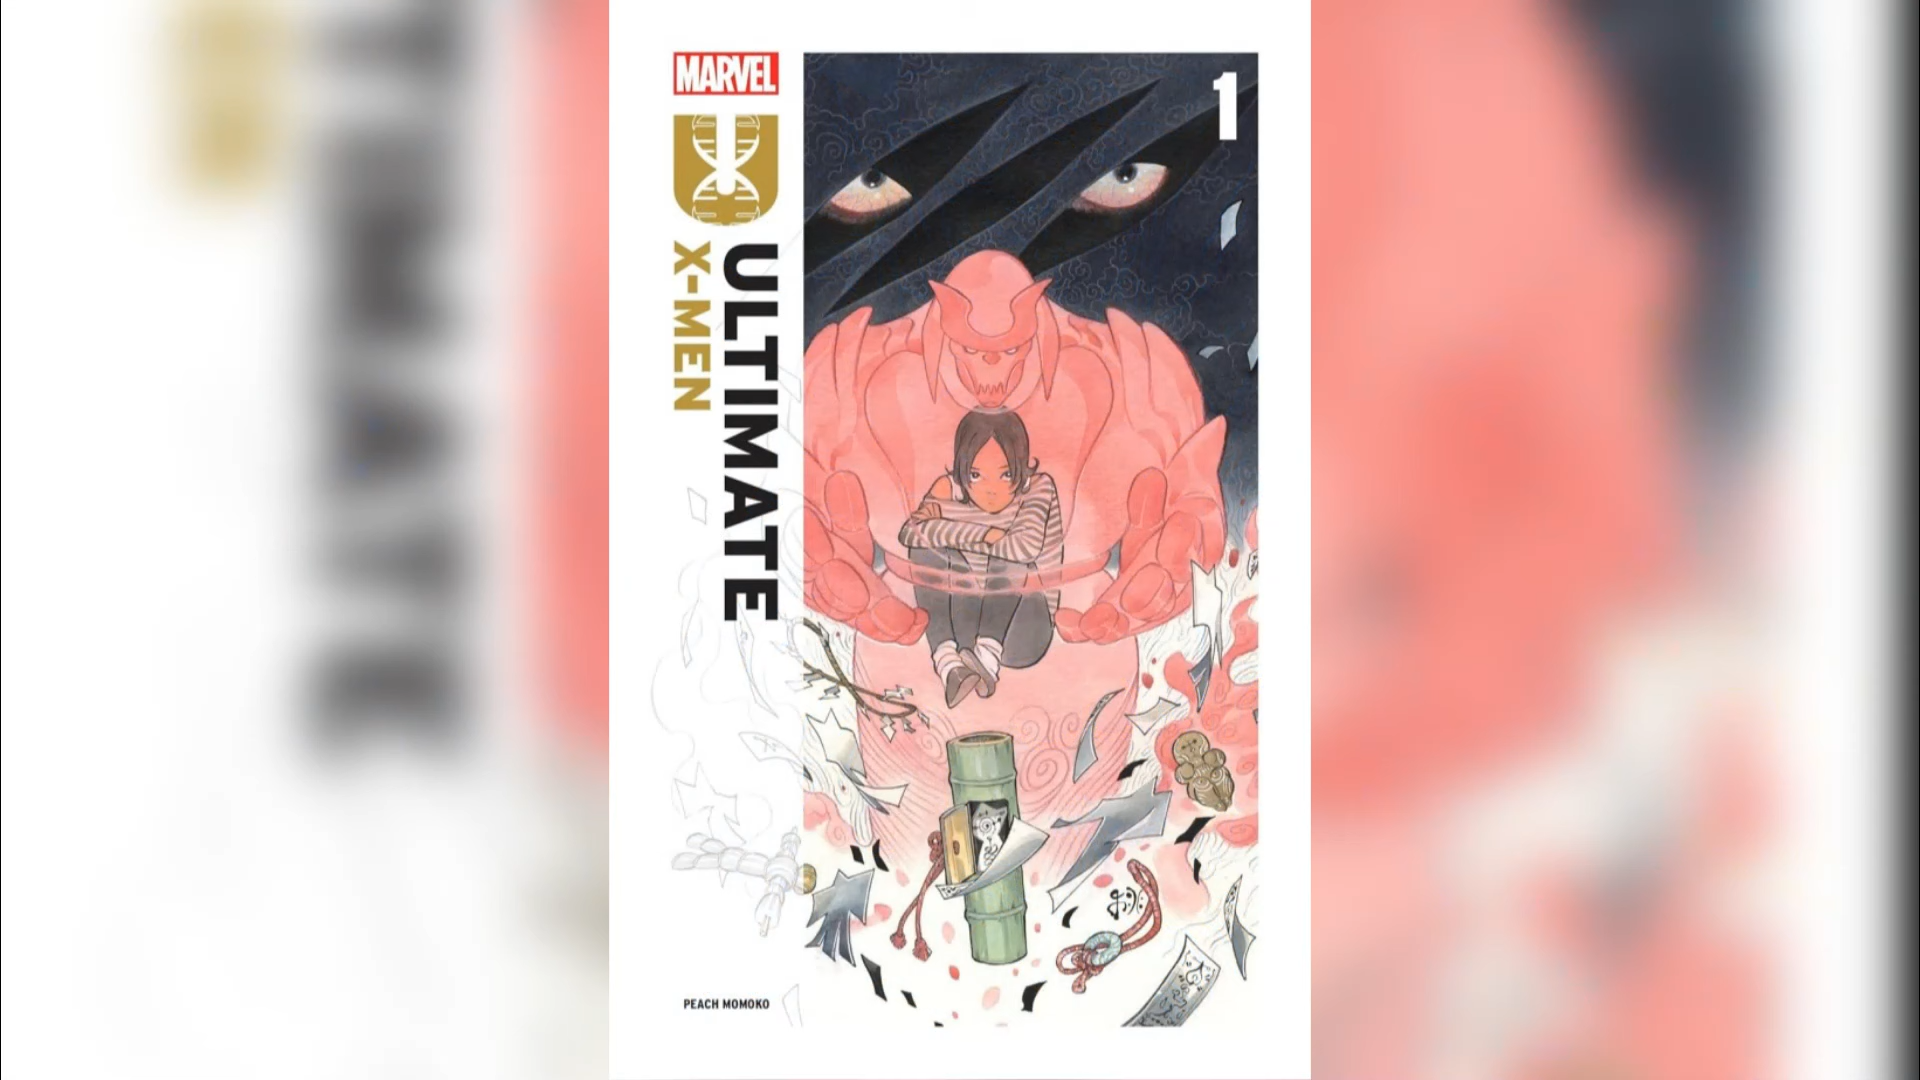 MARVEL
1
ULTIMATE
X-MEN
PEACH MOMOKO